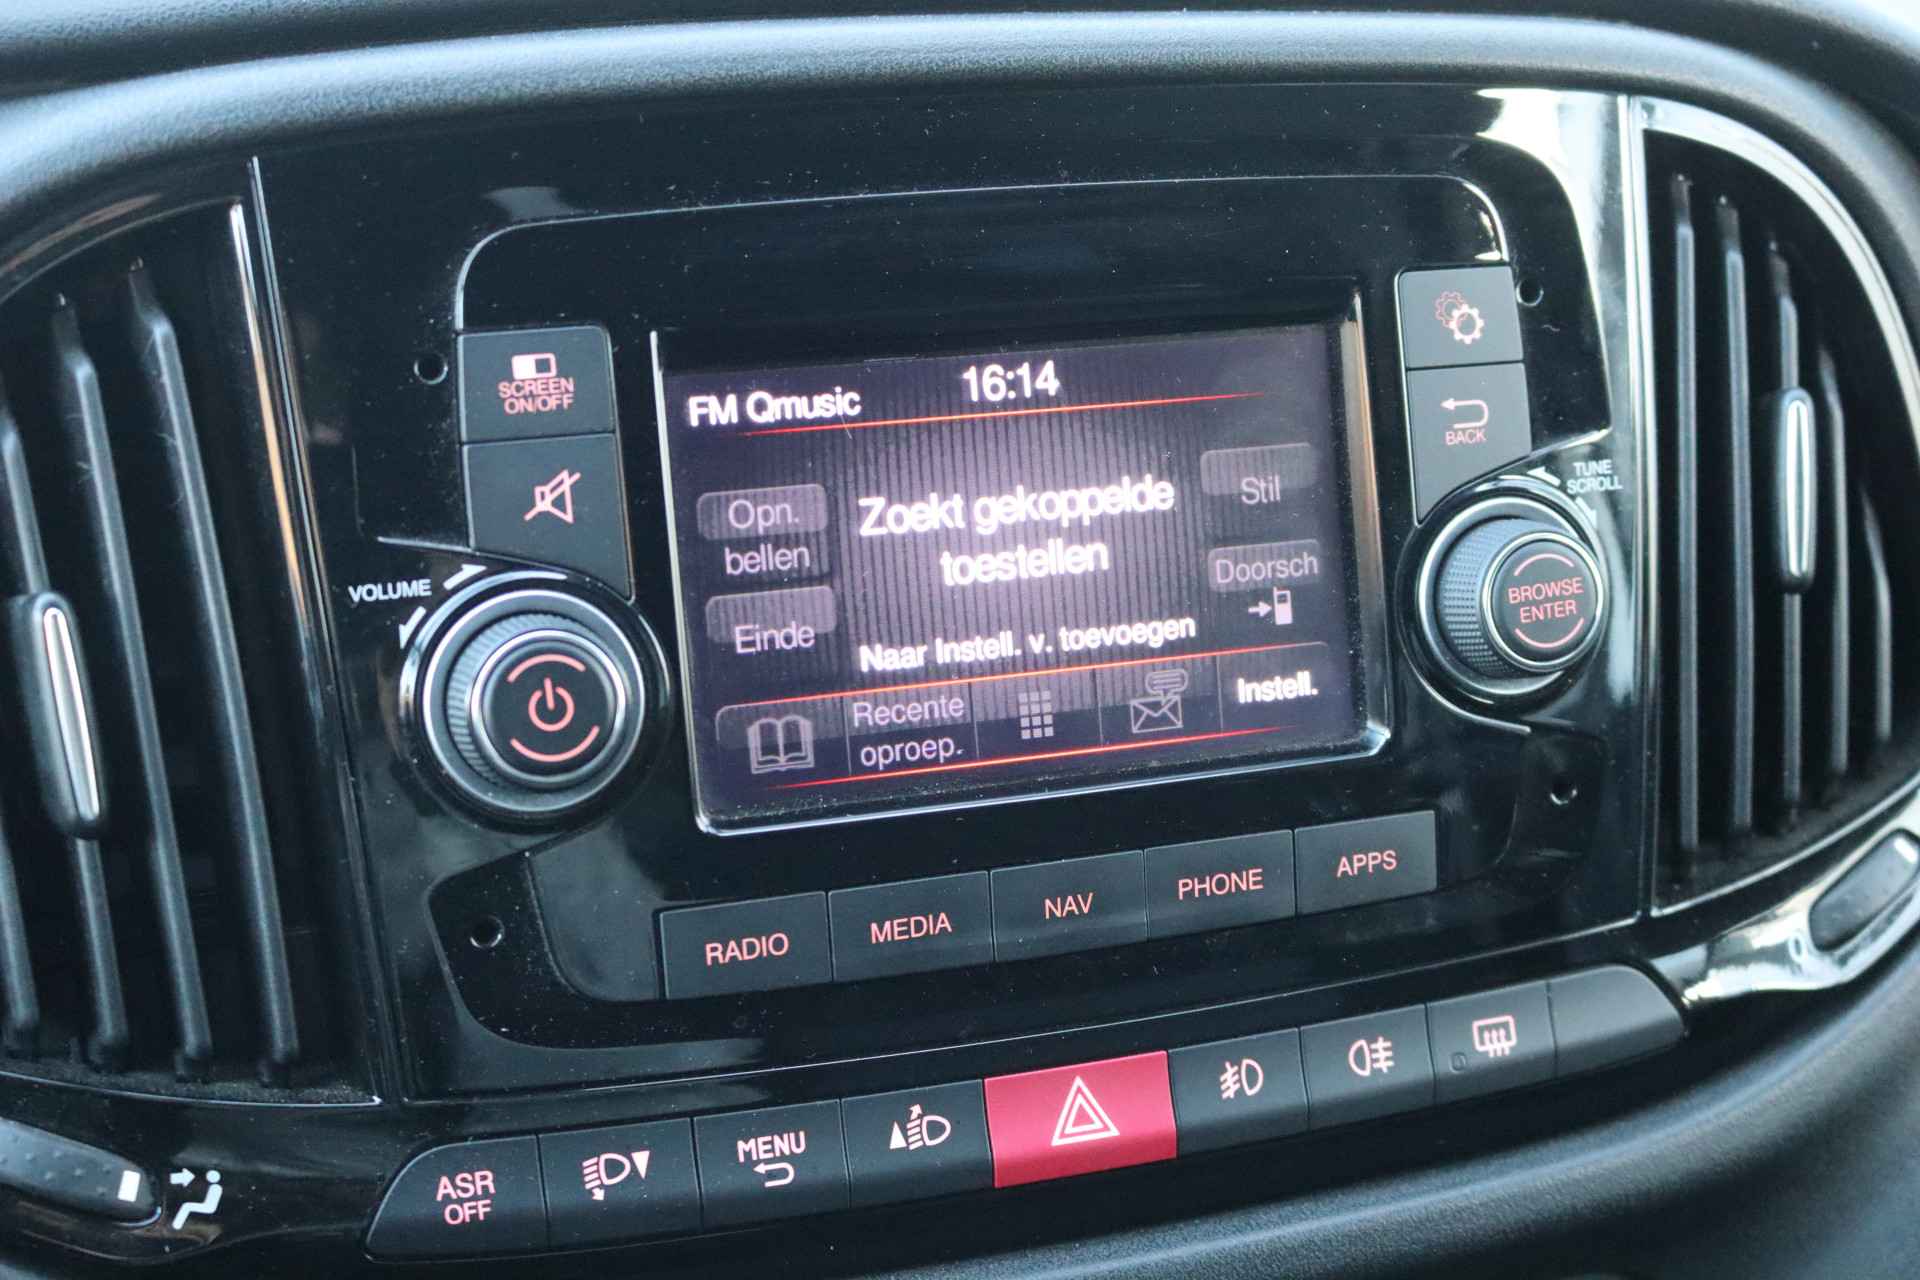 SCREEN
ON/OFF
BACK
TUNE
SCROLL
VOLUME
BROWSE
ENTER
FM Qmusic
16:14
Opn.
bellen
Zoekt gekoppelde
toestellen
Stil
Doorsch
Einde
Naar Instell. v. toevoegen
Recente
oproep.
Instell.
RADIO
MEDIA
NAV
PHONE
APPS
ASR
OFF
MENU